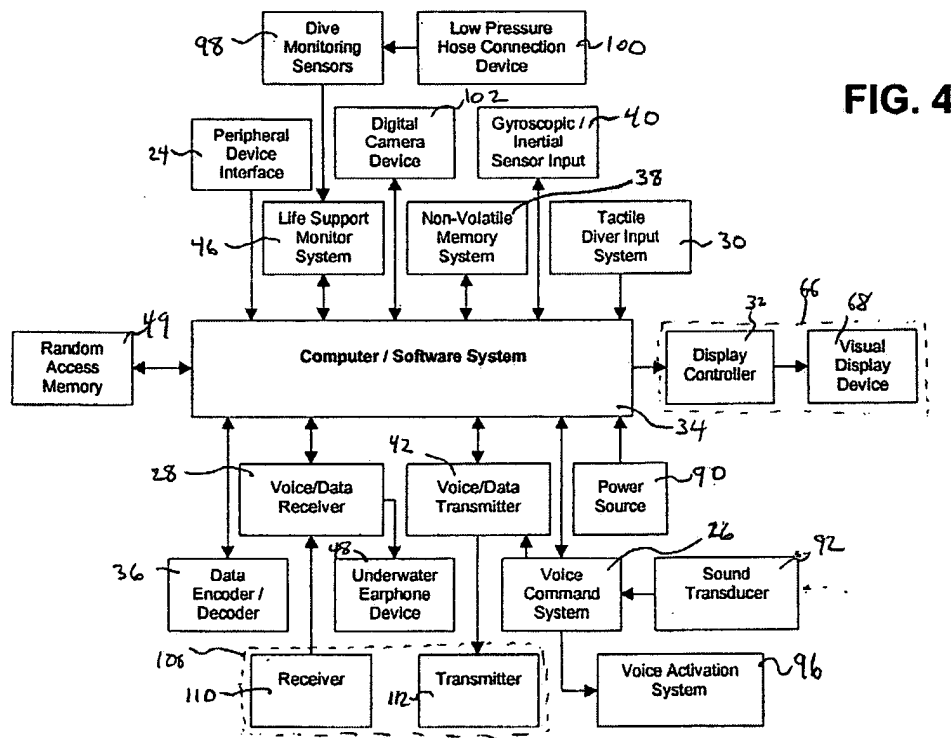 98
Dive
Monitoring
Sensors
Low Pressure
Hose Connection
Device
100
FIG. 4
102
24
Peripheral
Device
Interface
Digital
Camera
Device
Gyroscopic /
Inertial
Sensor Input
40
38
46
Life Support
Monitor
System
Non-Volatile
Memory
System
Tactile
Diver Input
System
30
49
Random
Access
Memory
Computer / Software System
34
32
66
68
Display
Controller
Visual
Display
Device
28
Voice/Data
Receiver
42
Voice/Data
Transmitter
Power
Source
90
26
92
36
Data
Encoder /
Decoder
48
Underwater
Earphone
Device
Voice
Command
System
Sound
Transducer
110
Receiver
112
Transmitter
Voice Activation
System
96